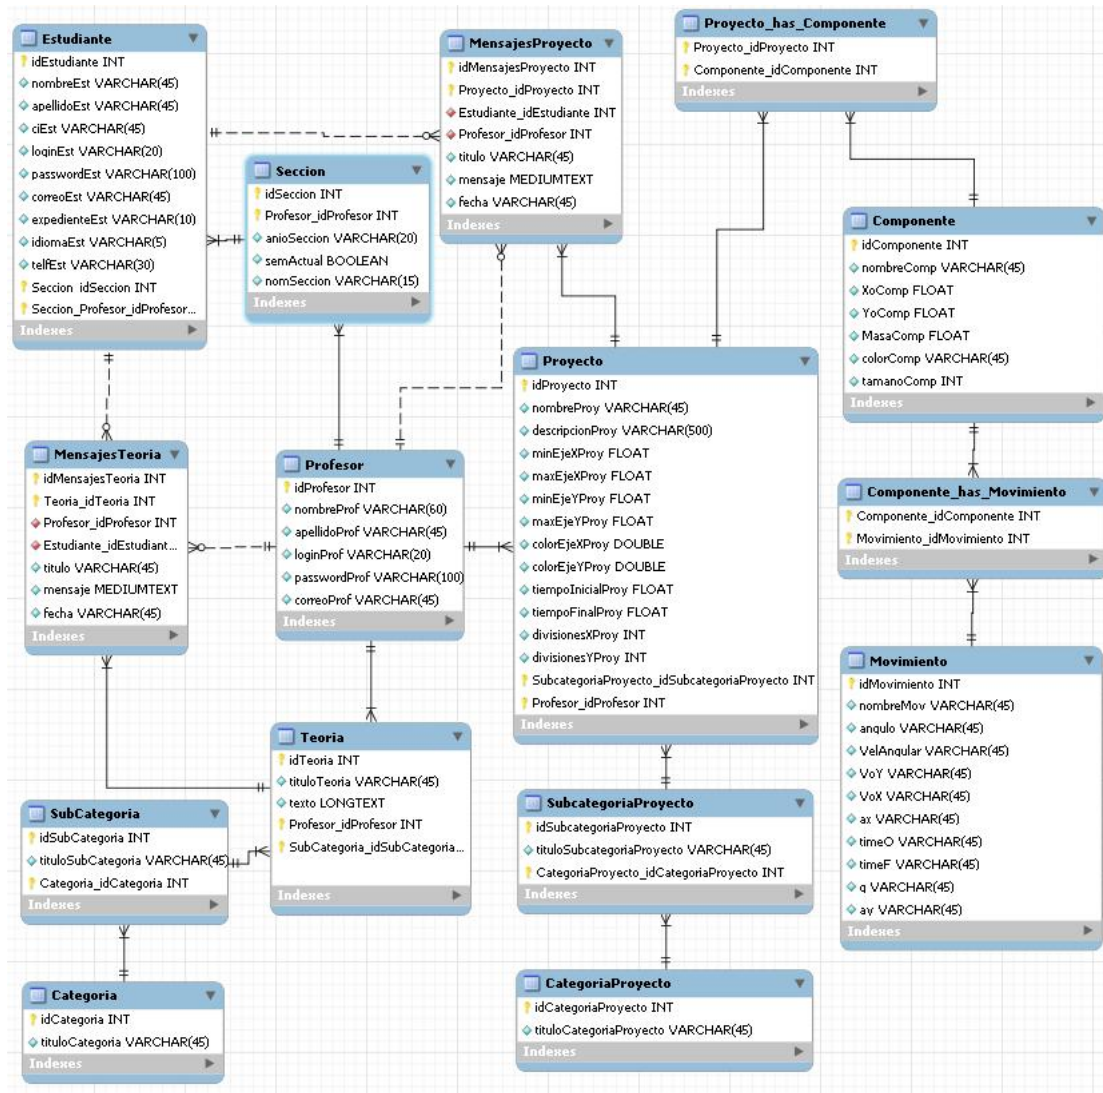 Estudiante
idEstudiante INT
nombreEst VARCHAR(45)
apellidoEst VARCHAR(45)
ciEst VARCHAR(45)
loginEst VARCHAR(20)
passwordEst VARCHAR(100)
correoEst VARCHAR(45)
expedienteEst VARCHAR(10)
idiomaEst VARCHAR(5)
telfEst VARCHAR(30)
Seccion_idSeccion INT
Seccion_Profesor_idProfesor...
Indexes
MensajesProyecto
idMensajesProyecto INT
Proyecto_idProyecto INT
Estudiante_idEstudiante INT
Profesor_idProfesor INT
titulo VARCHAR(45)
mensaje MEDIUMTEXT
fecha VARCHAR(45)
Indexes
Proyecto_has_Componente
Proyecto_idProyecto INT
Componente_idComponente INT
Indexes
Seccion
idSeccion INT
Profesor_idProfesor INT
anioSeccion VARCHAR(20)
semActual BOOLEAN
nomSeccion VARCHAR(15)
Indexes
Componente
idComponente INT
nombreComp VARCHAR(45)
XoComp FLOAT
YoComp FLOAT
MasaComp FLOAT
colorComp VARCHAR(45)
tamanoComp INT
Indexes
Proyecto
idProyecto INT
nombreProy VARCHAR(45)
descripcionProy VARCHAR(500)
minEjeXProy FLOAT
maxEjeXProy FLOAT
minEjeYProy FLOAT
maxEjeYProy FLOAT
colorEjeXProy DOUBLE
colorEjeYProy DOUBLE
tiempoInicialProy FLOAT
tiempoFinalProy FLOAT
divisionesXProy INT
divisionesYProy INT
SubcategoriaProyecto_idSubcategoriaProyecto INT
Profesor_idProfesor INT
Indexes
MensajesTeoria
idMensajesTeoria INT
Teoria_idTeoria INT
Profesor_idProfesor INT
Estudiante_idEstudiant...
titulo VARCHAR(45)
mensaje MEDIUMTEXT
fecha VARCHAR(45)
Indexes
Profesor
idProfesor INT
nombreProf VARCHAR(60)
apellidoProf VARCHAR(45)
loginProf VARCHAR(20)
passwordProf VARCHAR(100)
correoProf VARCHAR(45)
Indexes
Componente_has_Movimiento
Componente_idComponente INT
Movimiento_idMovimiento INT
Indexes
Movimiento
idMovimiento INT
nombreMov VARCHAR(45)
angulo VARCHAR(45)
VelAngular VARCHAR(45)
VoY VARCHAR(45)
VoX VARCHAR(45)
ax VARCHAR(45)
timeO VARCHAR(45)
timeF VARCHAR(45)
g VARCHAR(45)
ay VARCHAR(45)
Indexes
Teoria
idTeoria INT
tituloTeoria VARCHAR(45)
texto LONGTEXT
Profesor_idProfesor INT
SubCategoria_idSubCategoria...
Indexes
SubCategoria
idSubCategoria INT
tituloSubCategoria VARCHAR(45)
Categoria_idCategoria INT
Indexes
SubcategoriaProyecto
idSubcategoriaProyecto INT
tituloSubcategoriaProyecto VARCHAR(45)
CategoriaProyecto_idCategoriaProyecto INT
Indexes
Categoria
idCategoria INT
tituloCategoria VARCHAR(45)
Indexes
CategoriaProyecto
idCategoriaProyecto INT
tituloCategoriaProyecto VARCHAR(45)
Indexes